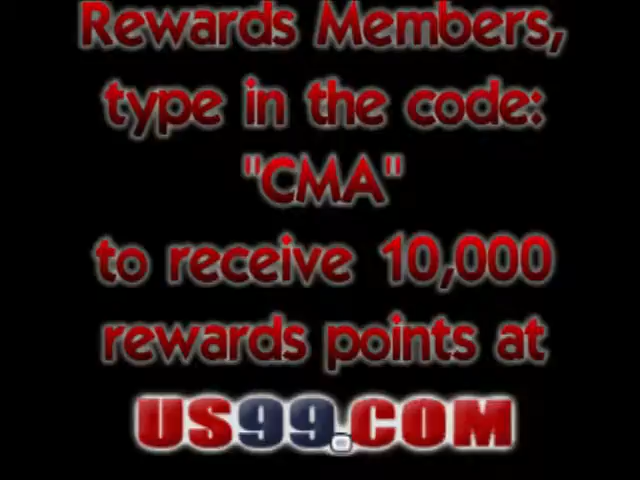 Rewards Members,
type in the code:
"CMA"
to receive 10,000
rewards points at
US99.COM